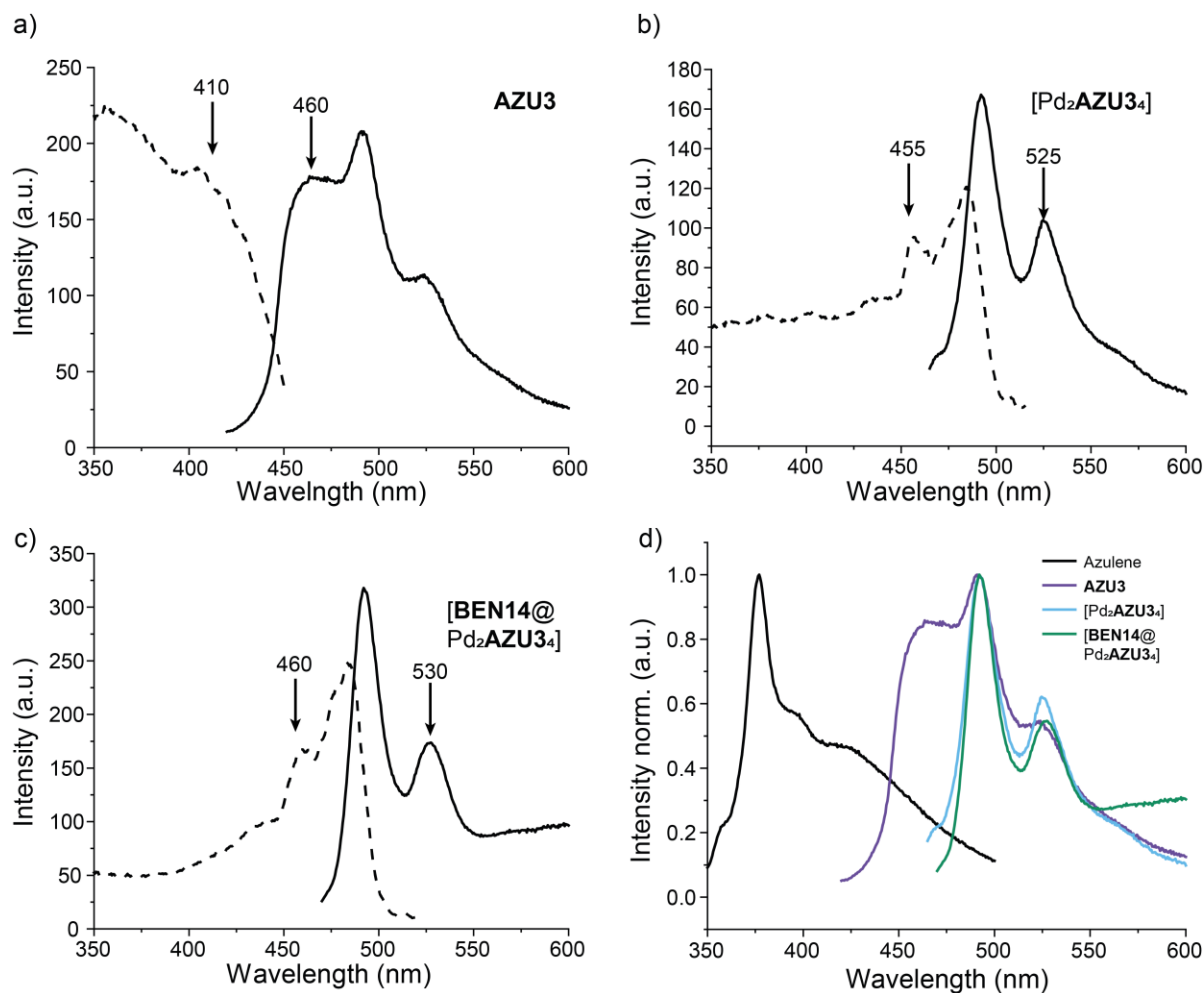 a)
AZU3
410
460
250
200
150
100
50
0
Intensity (a.u.)
350
400
450
500
550
600
Wavelngth (nm)
b)
[Pd₂AZU3₄]
455
525
180
160
140
120
100
80
60
40
20
0
Intensity (a.u.)
350
400
450
500
550
600
Wavelength (nm)
c)
[BEN14@
Pd₂AZU3₄]
460
530
350
300
250
200
150
100
50
0
Intensity (a.u.)
350
400
450
500
550
600
Wavelength (nm)
d)
Azulene
AZU3
[Pd₂AZU3₄]
[BEN14@
Pd₂AZU3₄]
1.0
0.8
0.6
0.4
0.2
0.0
Intensity norm. (a.u.)
350
400
450
500
550
600
Wavelength (nm)